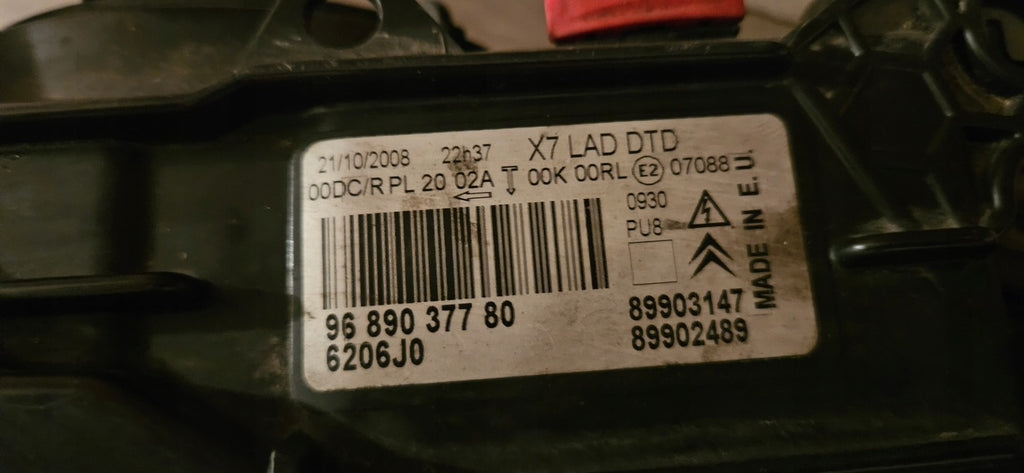 21/10/2008 22h37 X7 LAD DTD
00DC/R PL 20 02A 00K 00RL E2 07088
0930
PU8
MADE IN E.U.
96 890 377 80
6206J0
89903147
89902489